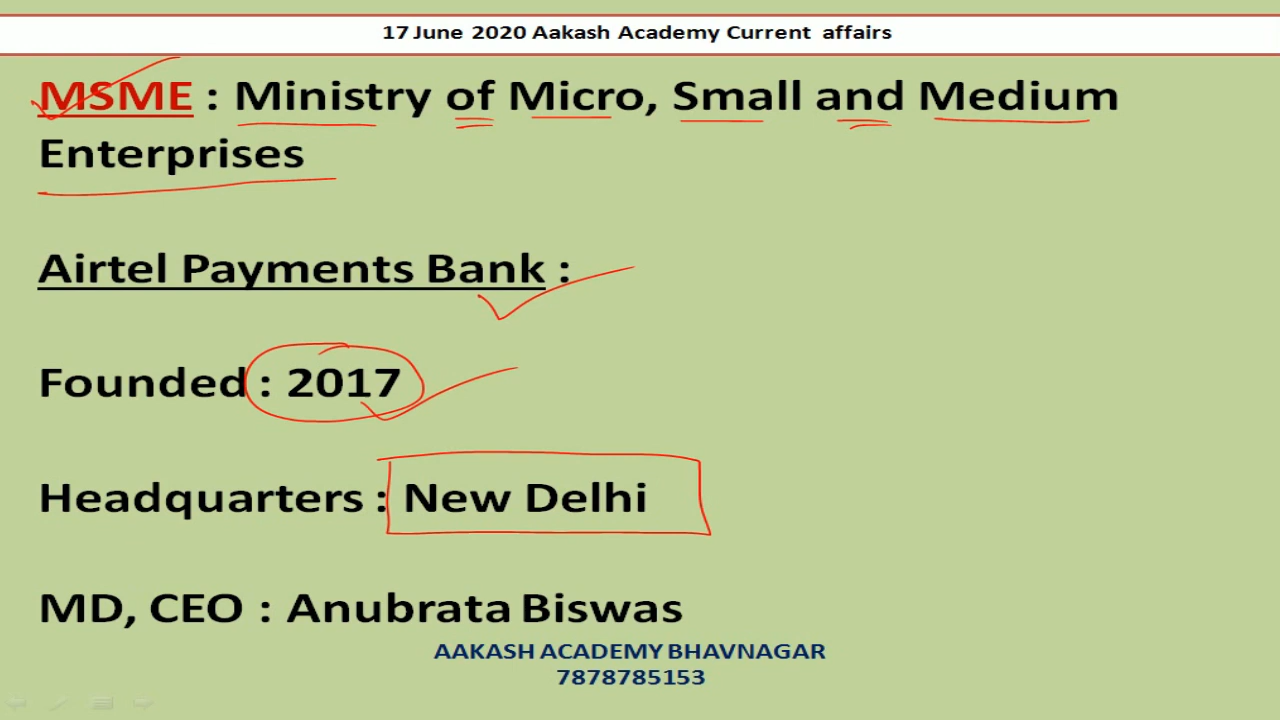 17 June 2020 Aakash Academy Current affairs
MSME : Ministry of Micro, Small and Medium
Enterprises
Airtel Payments Bank :
Founded : 2017
Headquarters : New Delhi
MD, CEO : Anubrata Biswas
AAKASH ACADEMY BHAVNAGAR
7878785153